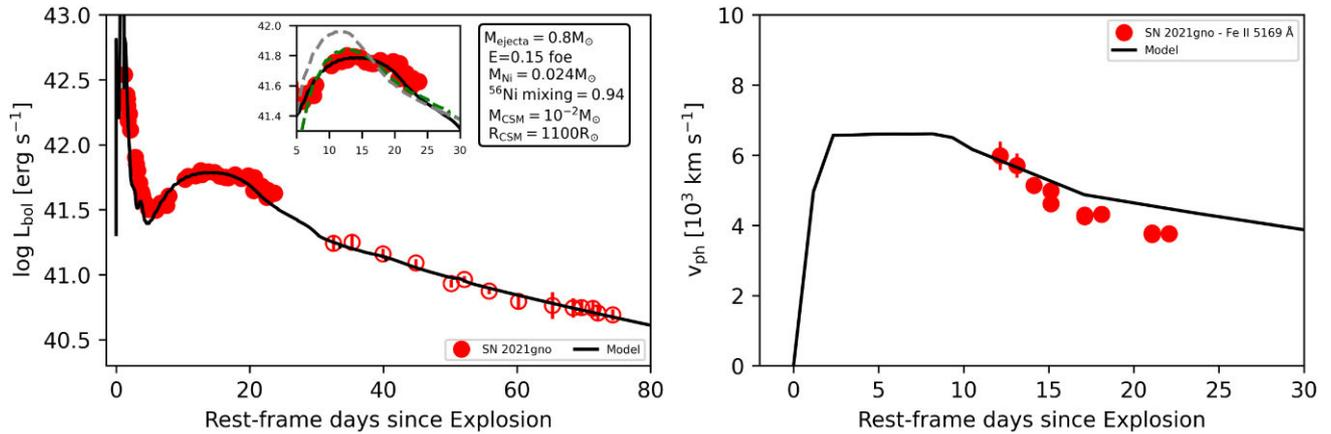 43.0
42.5
42.0
41.5
41.0
40.5
log L_bol [erg s⁻¹]
0 20 40 60 80
Rest-frame days since Explosion
42.0
41.8
41.6
41.4
5 10 15 20 25 30
M_ejecta = 0.8M_⊙
E=0.15 foe
M_Ni = 0.024M_⊙
⁵⁶Ni mixing = 0.94
M_CSM = 10⁻²M_⊙
R_CSM = 1100R_⊙
SN 2021gno Model
10
8
6
4
2
0
v_ph [10³ km s⁻¹]
0 5 10 15 20 25 30
Rest-frame days since Explosion
SN 2021gno - Fe II 5169 Å
Model